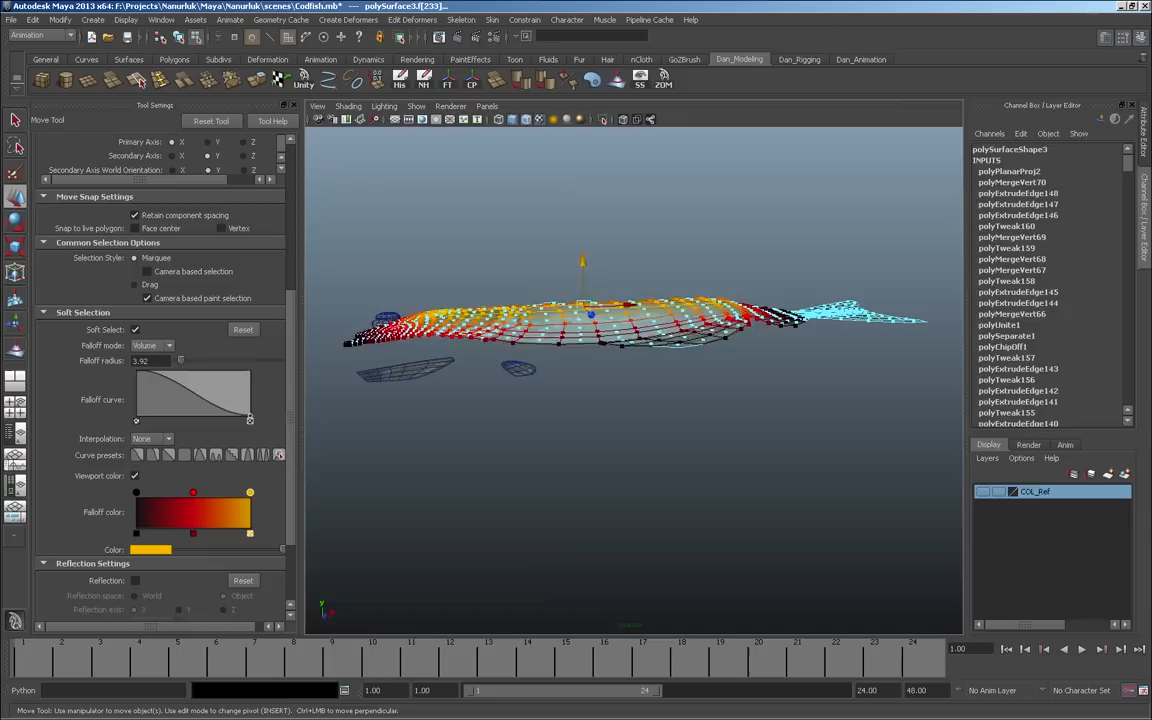 Autodesk Maya 2013 x64: F:\Projects\Nanurluk\Maya\Nanurluk\scenes\Codfish.mb* --- polySurface3.f[233]...
File Edit Modify Create Display Window Assets Animate Geometry Cache Create Deformers Edit Deformers Skeleton Skin Constrain Character Muscle Pipeline Cache Help
Animation
General Curves Surfaces Polygons Subdivs Deformation Animation Dynamics Rendering PaintEffects Toon Fluids Fur Hair nCloth GoZBrush Dan_Modeling Dan_Rigging Dan_Animation
Unity His NH FT CP SS ZOM
Tool Settings
Channel Box / Layer Editor
View Shading Lighting Show Renderer Panels
Move Tool Reset Tool Tool Help
Channels Edit Object Show
Primary Axis: X Y Z
Secondary Axis: X Y Z
Secondary Axis World Orientation: X Y Z
Move Snap Settings
Retain component spacing
Snap to live polygon: Face center Vertex
Common Selection Options
Selection Style: Marquee
Camera based selection
Drag
Camera based paint selection
Soft Selection
Soft Select: Reset
Falloff mode: Volume
Falloff radius: 3.92
Falloff curve:
Interpolation: None
Curve presets:
Viewport color:
Falloff color:
Color:
Reflection Settings
Reflection: Reset
Reflection space: World Object
Reflection axis: X Y Z
y
polySurfaceShape3
INPUTS
polyPlanarProj2
polyMergeVert70
polyExtrudeEdge148
polyExtrudeEdge147
polyExtrudeEdge146
polyTweak160
polyMergeVert69
polyTweak159
polyMergeVert68
polyMergeVert67
polyTweak158
polyExtrudeEdge145
polyExtrudeEdge144
polyMergeVert66
polyUnite1
polySeparate1
polyChipOff1
polyTweak157
polyExtrudeEdge143
polyTweak156
polyExtrudeEdge142
polyExtrudeEdge141
polyTweak155
polyExtrudeEdge140
Attribute Editor
Channel Box / Layer Editor
Display Render Anim
Layers Options Help
COL_Ref
persp
1 2 3 4 5 6 7 8 9 10 11 12 13 14 15 16 17 18 19 20 21 22 23 24
1.00
Python
1.00 1.00 1 24 24.00 48.00 No Anim Layer No Character Set
Move Tool: Use manipulator to move object(s). Use edit mode to change pivot (INSERT). Ctrl+LMB to move perpendicular.